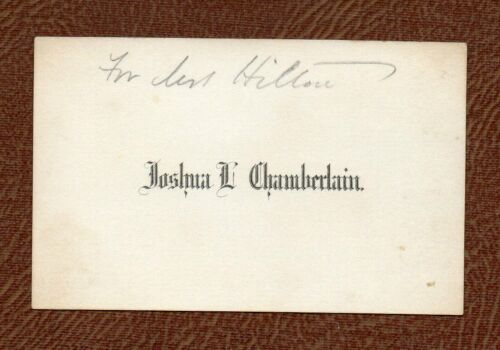 For Mrs Hilton
Joshua L Chamberlain.